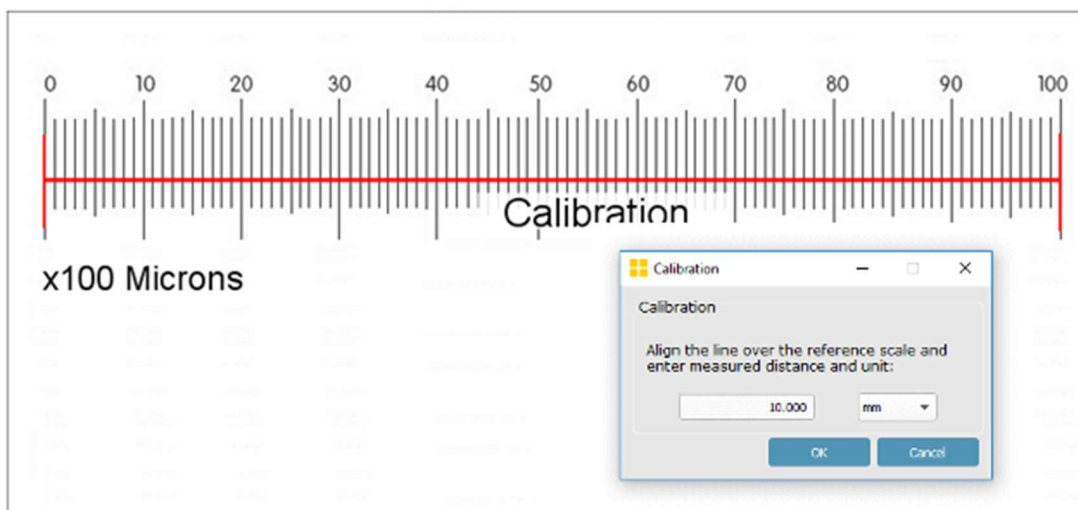 0 10 20 30 40 50 60 70 80 90 100
Calibration
x100 Microns
Calibration
Calibration
Align the line over the reference scale and
enter measured distance and unit:
10.000 mm
OK Cancel